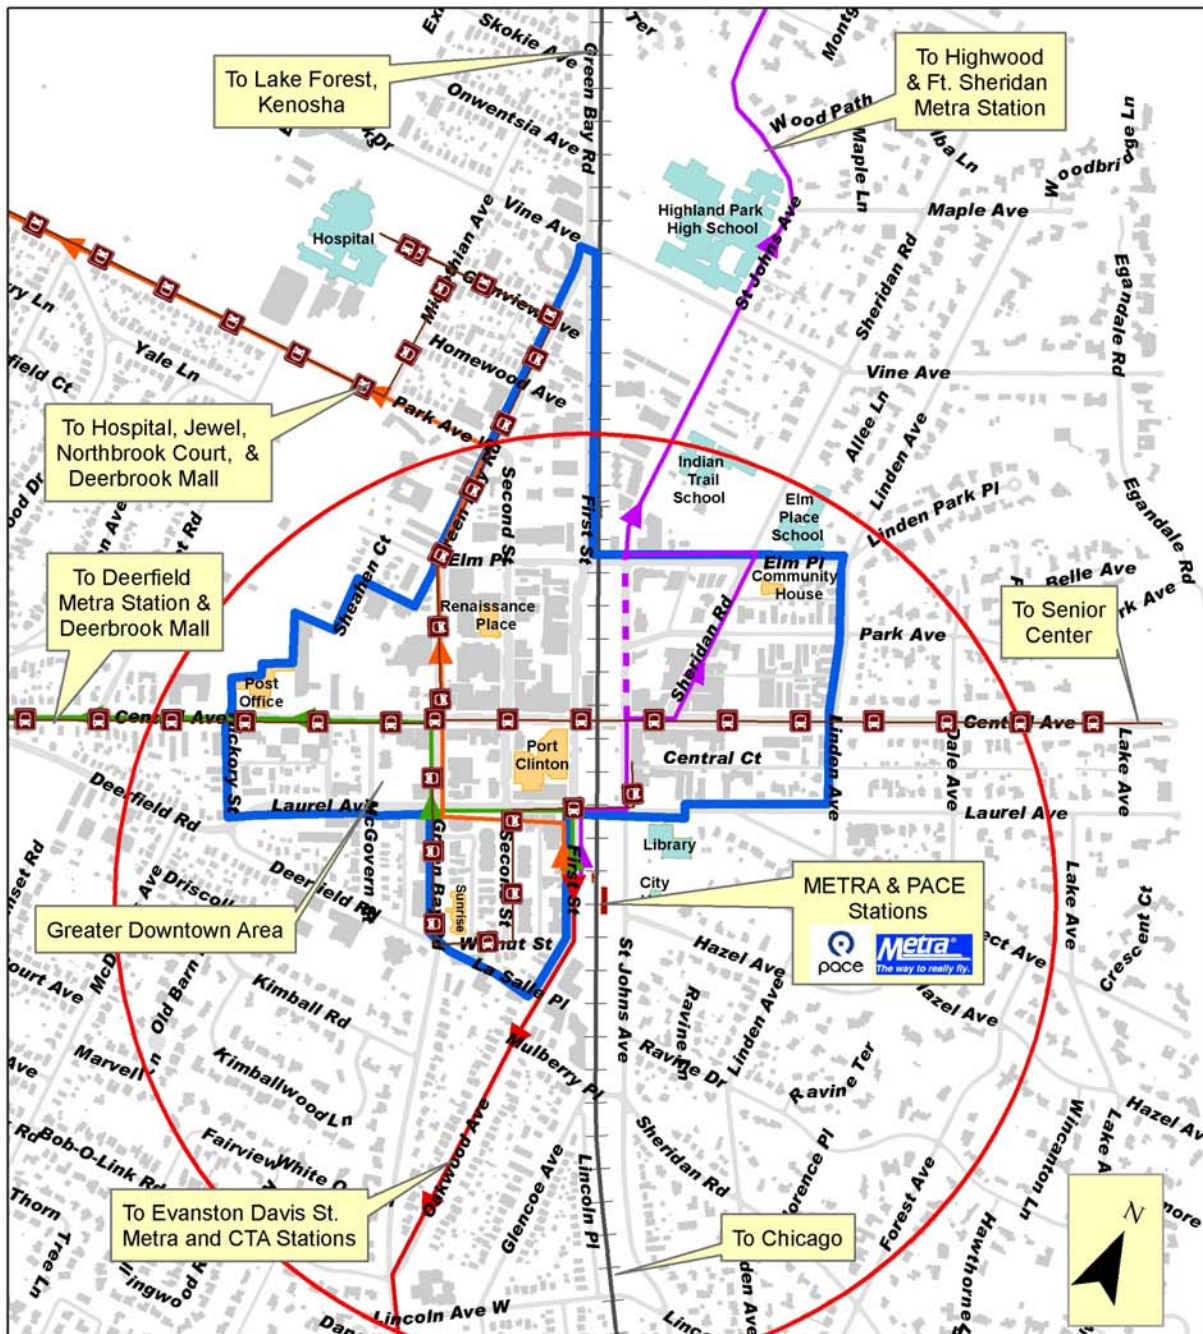 Skokie Ave
Ter
To Lake Forest,
Kenosha
Green Bay Rd
To Highwood
& Ft. Sheridan
Metra Station
Onwentsia Ave
Wood Path
Maple Ln
Vine Ave
Hospital
Highland Park
High School
St Johns Ave
Maple Ave
Sheridan Rd
Egandale Rd
Homewood Ave
Yale Ln
Vine Ave
Park Ave W
To Hospital, Jewel,
Northbrook Court, &
Deerbrook Mall
Allee Ln
Linden Ave
Indian
Trail
School
Elm
Place
School
Linden Park Pl
Egandale Rd
Second St
First St
Elm Pl
Elm Pl
Community
House
Belle Ave
To Deerfield
Metra Station &
Deerbrook Mall
Sheahen Ct
Renaissance
Place
Sheridan Rd
Park Ave
To Senior
Center
Post
Office
Central Ave
Port
Clinton
Central Ct
Linden Ave
Dale Ave
Lake Ave
Deerfield Rd
Laurel Ave
McGovern St
Laurel Ave
Library
City
Second St
First St
Sunrise
Driscoll
Deerfield Rd
Greater Downtown Area
METRA & PACE
Stations
pace
Metra
The way to really fly.
Walnut St
La Salle Pl
St Johns Ave
Hazel Ave
Linden Ave
Lake Ave
Crescent Ct
Hazel Ave
Old Barn
Kimball Rd
Marvell Ln
Kimballwood Ln
Mulberry Pl
Ravine Dr
Ravine Ter
Bob-O-Link Rd
Fairview
White O
Oakwood Ave
Glencoe Ave
Lincoln Pl
Sheridan Rd
Forest Ave
Wincanton Ln
Hazel Av
Thorn
Tree Ln
To Evanston Davis St.
Metra and CTA Stations
To Chicago
Lincoln Ave W
N